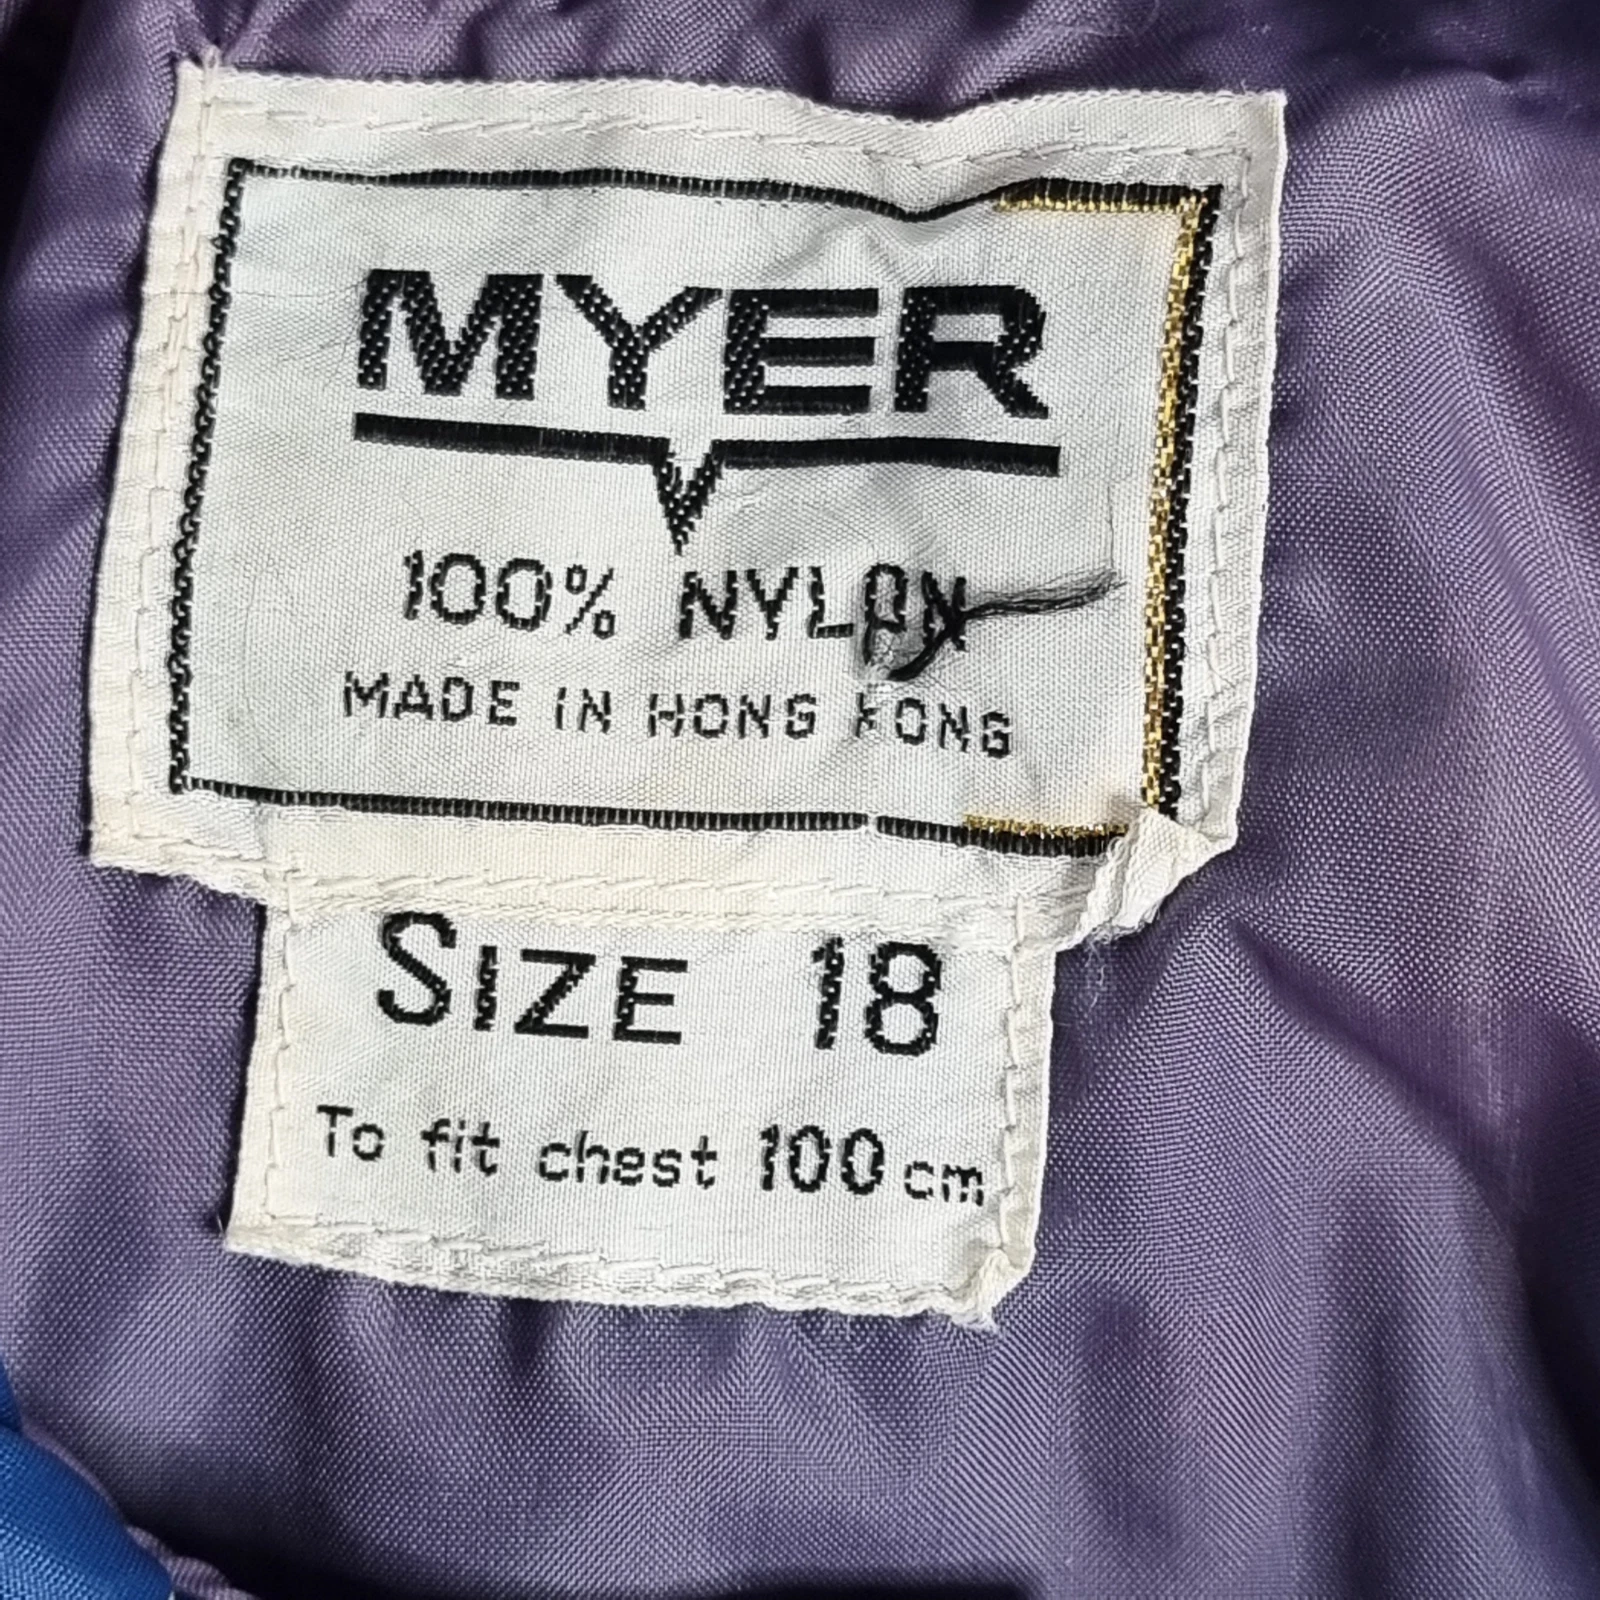 MYER
100% NYLON
MADE IN HONG KONG
SIZE 18
To fit chest 100 cm